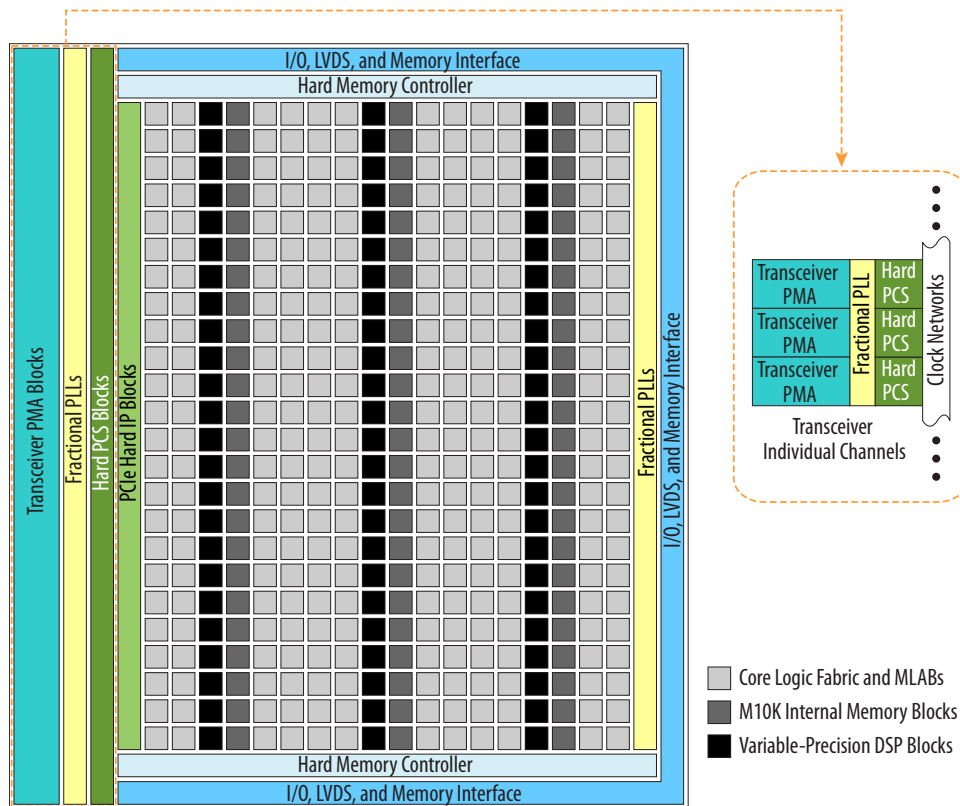 I/O, LVDS, and Memory Interface
Hard Memory Controller
Transceiver PMA Blocks
Fractional PLLs
Hard PCS Blocks
PCIe Hard IP Blocks
Fractional PLLs
I/O, LVDS, and Memory Interface
Hard Memory Controller
I/O, LVDS, and Memory Interface
Transceiver
PMA
Transceiver
PMA
Transceiver
PMA
Fractional PLL
Hard
PCS
Hard
PCS
Hard
PCS
Clock Networks
Transceiver
Individual Channels
Core Logic Fabric and MLABs
M10K Internal Memory Blocks
Variable-Precision DSP Blocks